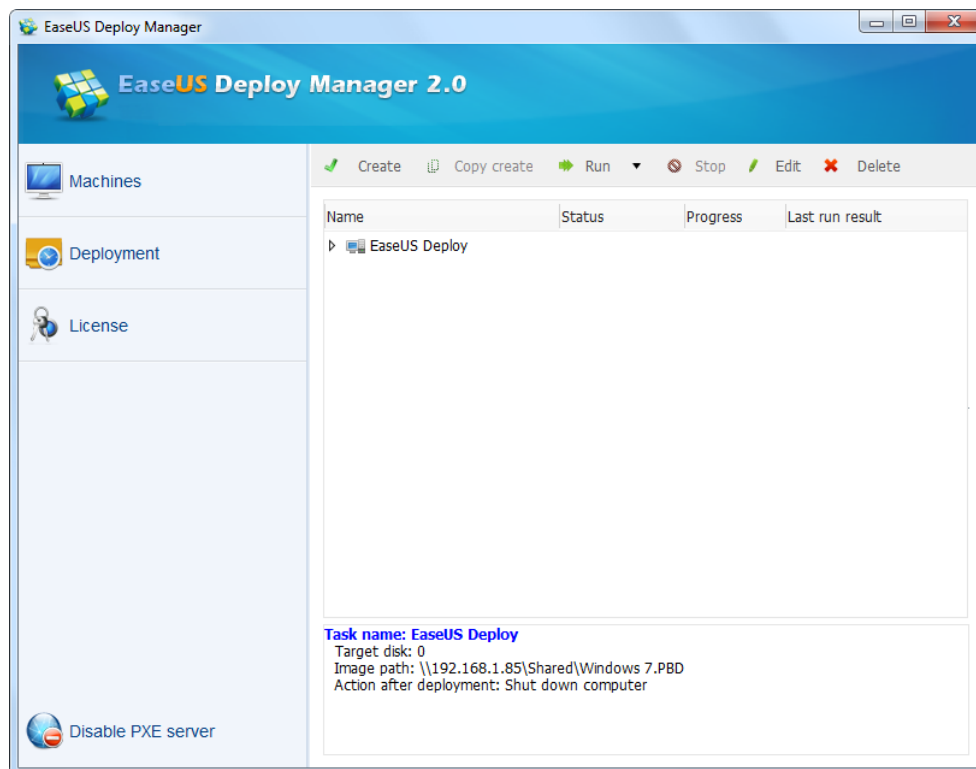 EaseUS Deploy Manager
EaseUS Deploy Manager 2.0
Machines
Deployment
License
Disable PXE server
Create Copy create Run Stop Edit Delete
Name Status Progress Last run result
EaseUS Deploy
Task name: EaseUS Deploy
Target disk: 0
Image path: \\192.168.1.85\Shared\Windows 7.PBD
Action after deployment: Shut down computer